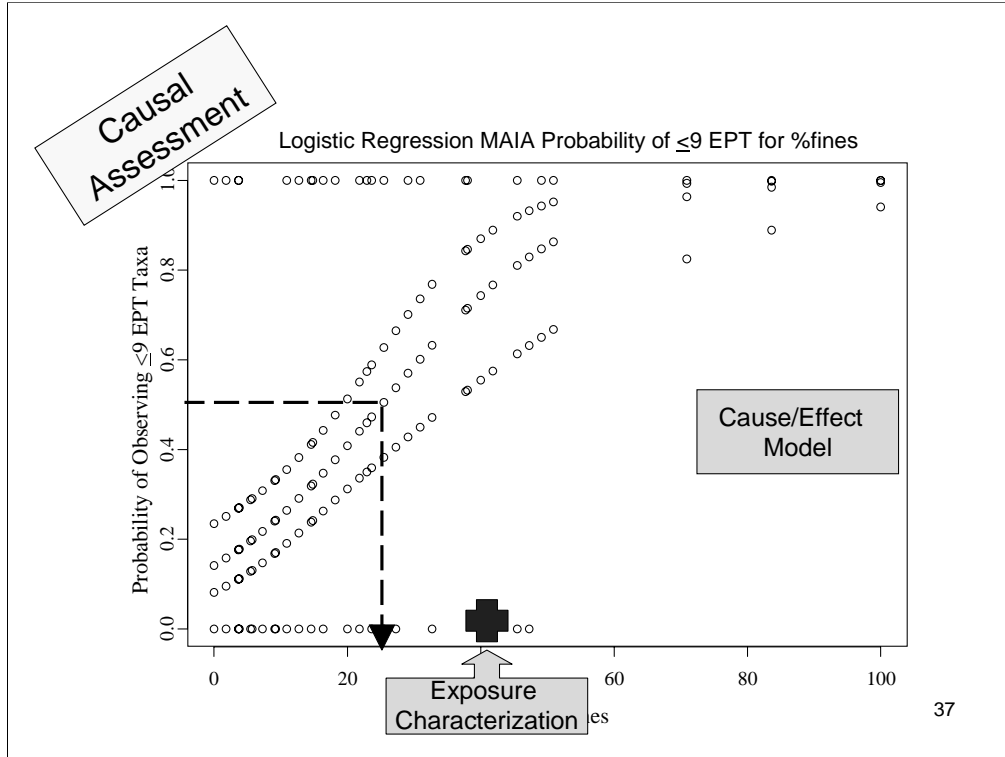 Causal
Assessment
Logistic Regression MAIA Probability of ≤9 EPT for %fines
Probability of Observing ≤9 EPT Taxa
0.8
0.6
0.4
0.2
0.0
0
20
60
80
100
Cause/Effect
Model
Exposure
Characterization
37